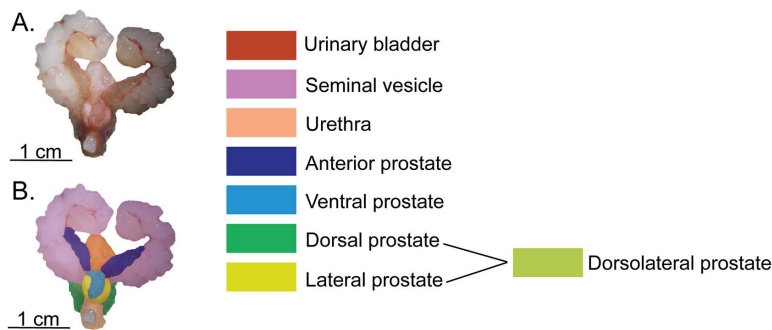 A.
1 cm
B.
1 cm
Urinary bladder
Seminal vesicle
Urethra
Anterior prostate
Ventral prostate
Dorsal prostate
Lateral prostate
Dorsolateral prostate